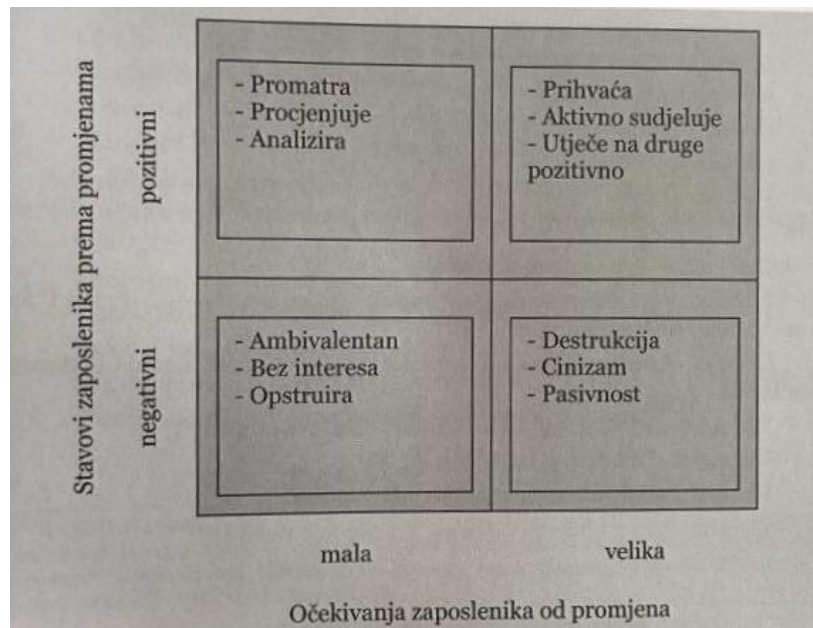 Stavovi zaposlenika prema promjenama
pozitivni
- Promatra
- Procjenjuje
- Analizira
- Prihvaća
- Aktivno sudjeluje
- Utječe na druge
pozitivno
negativni
- Ambivalentan
- Bez interesa
- Opstruira
- Destrukcija
- Cinizam
- Pasivnost
mala
velika
Očekivanja zaposlenika od promjena